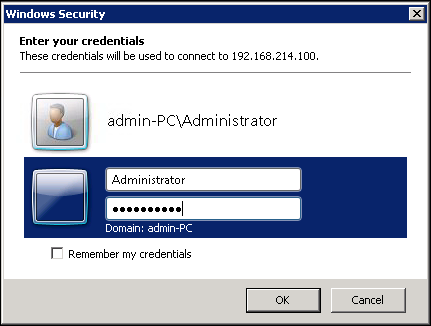 Windows Security
Enter your credentials
These credentials will be used to connect to 192.168.214.100.
admin-PC\Administrator
Administrator
●●●●●●●●●●
Domain: admin-PC
Remember my credentials
OK
Cancel